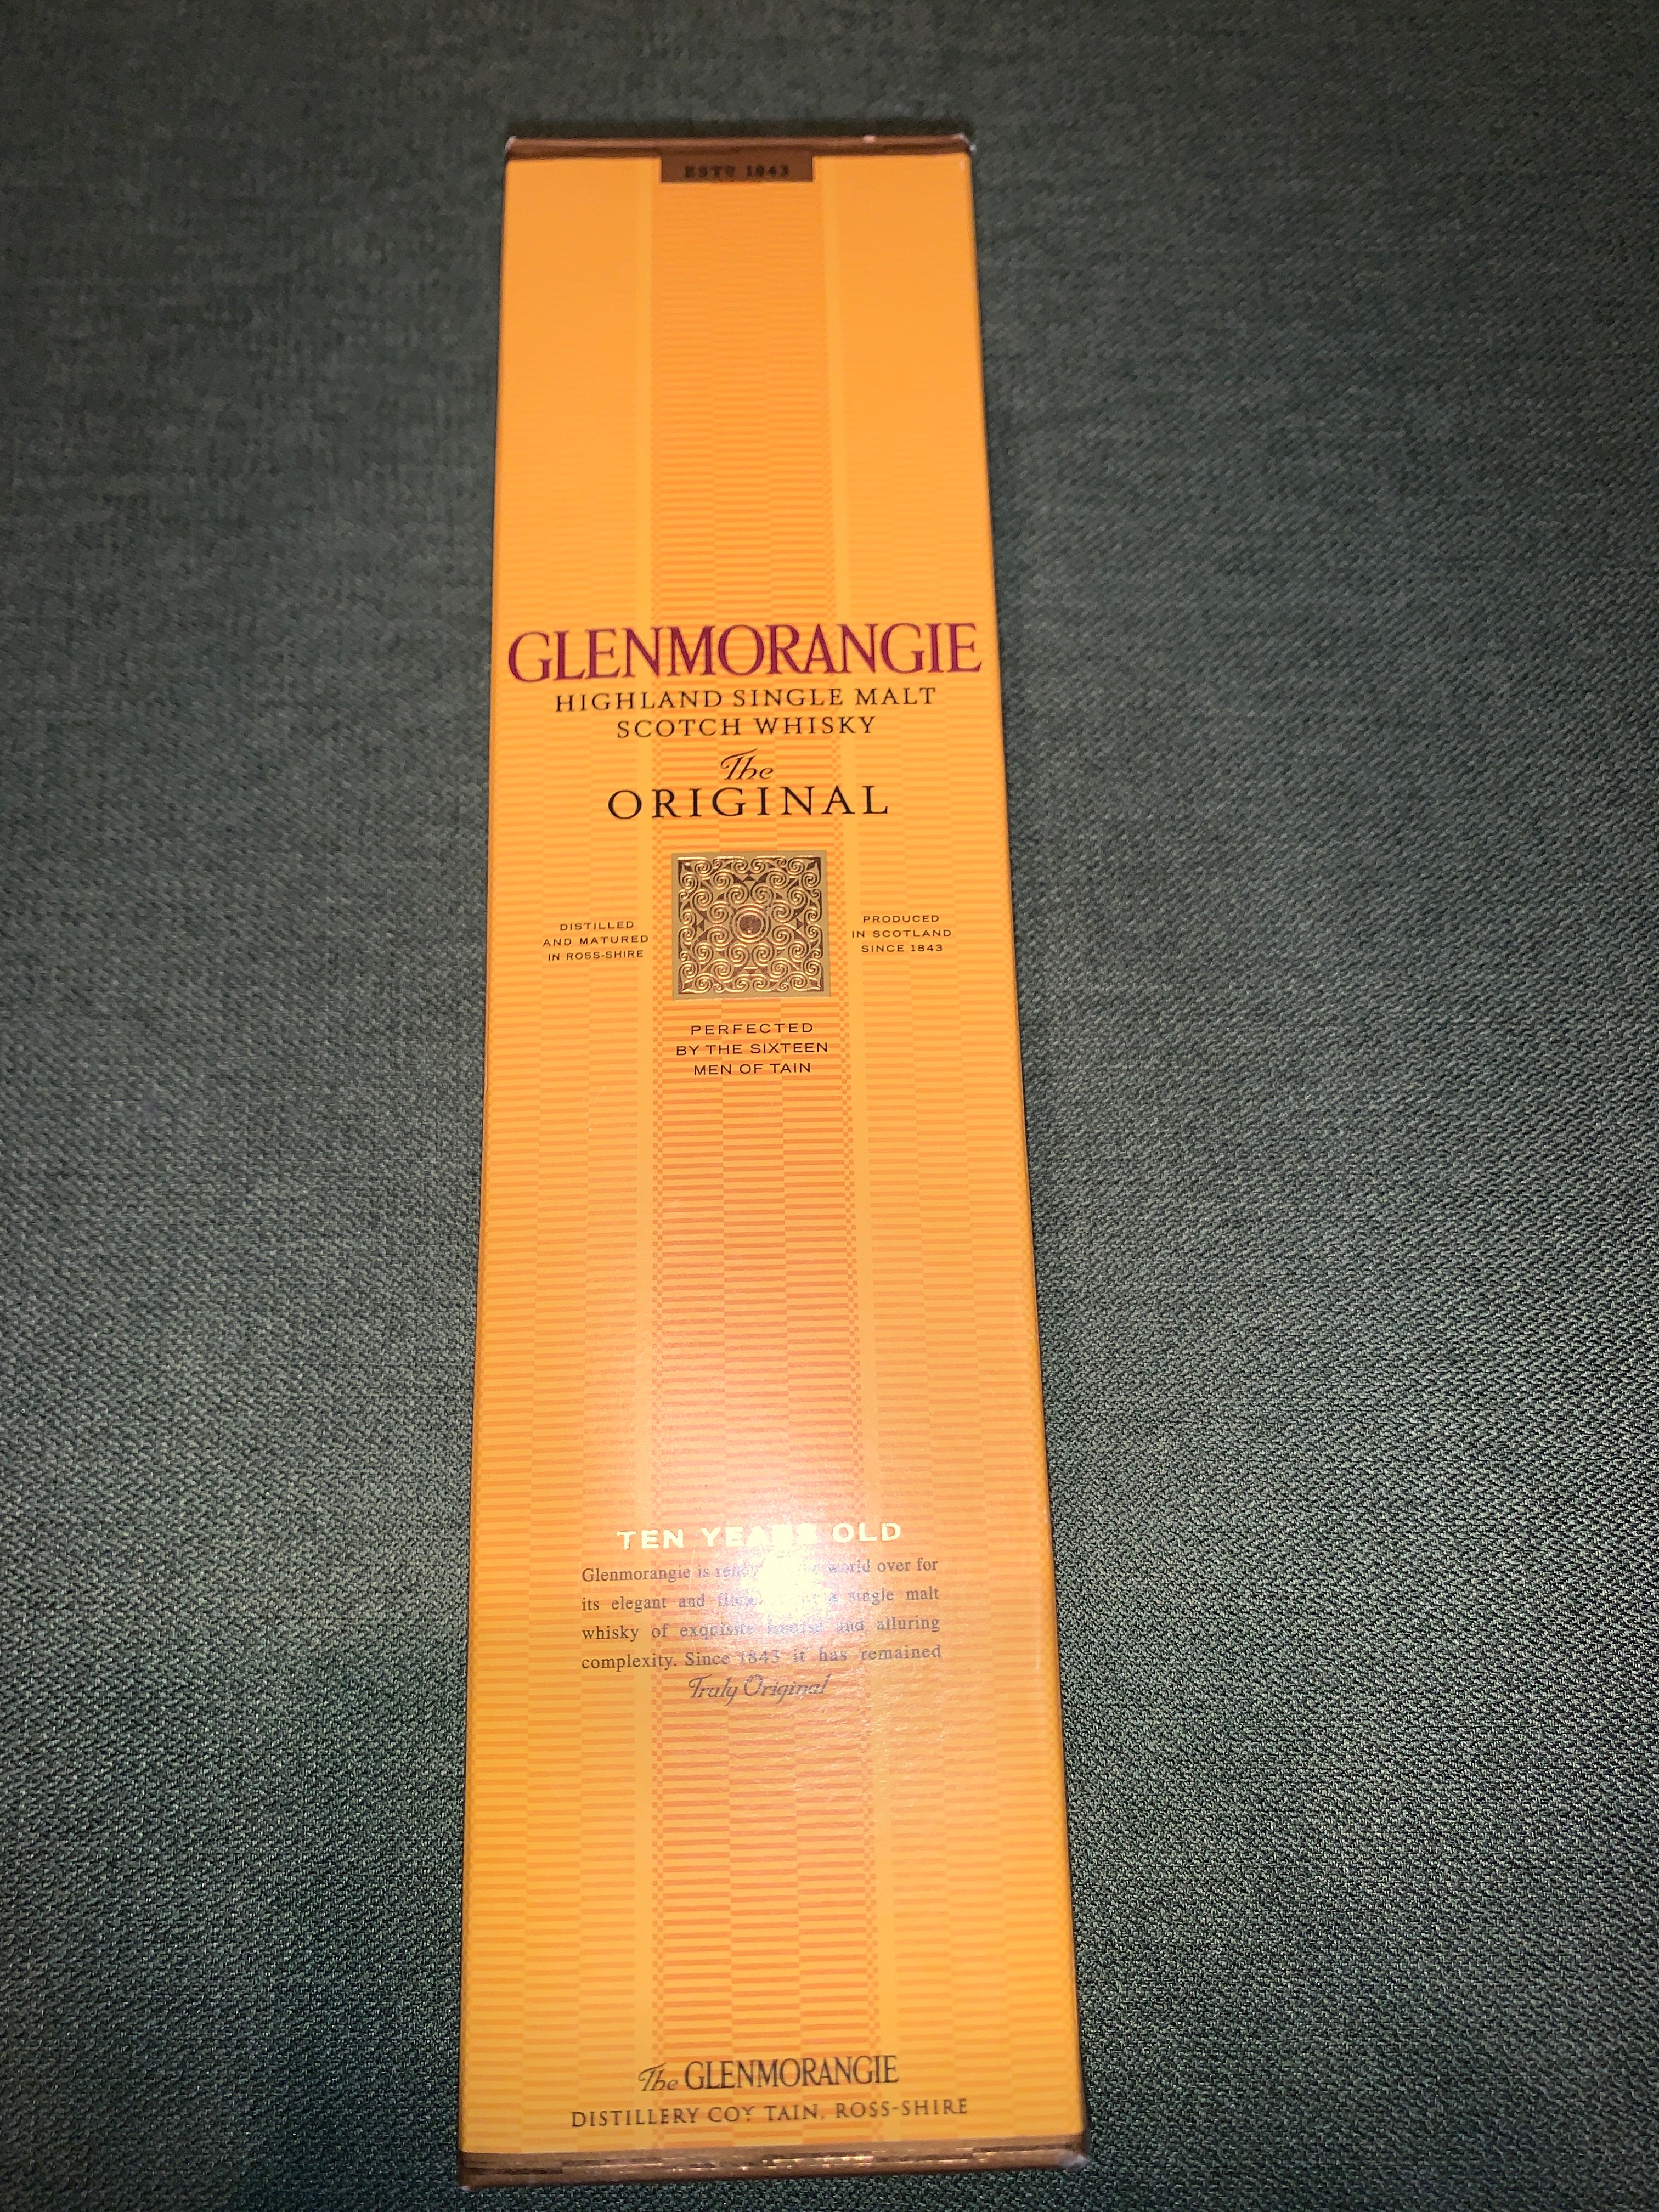 ESTD 1843
GLENMORANGIE
HIGHLAND SINGLE MALT
SCOTCH WHISKY
The
ORIGINAL
DISTILLED
AND MATURED
IN ROSS-SHIRE
PRODUCED
IN SCOTLAND
SINCE 1843
PERFECTED
BY THE SIXTEEN
MEN OF TAIN
TEN YEARS OLD
Glenmorangie is world over for
its elegant and single malt
whisky of exquisite and alluring
complexity. Since 1843 it has remained
Truly Original
The GLENMORANGIE
DISTILLERY COY TAIN, ROSS-SHIRE